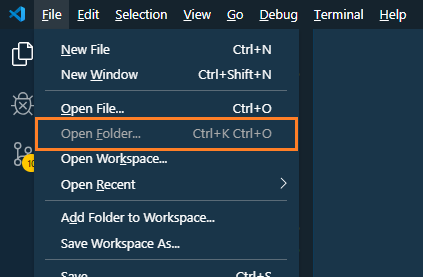 File Edit Selection View Go Debug Terminal Help
New File Ctrl+N
New Window Ctrl+Shift+N
Open File... Ctrl+O
Open Folder... Ctrl+K Ctrl+O
Open Workspace...
Open Recent
Add Folder to Workspace...
Save Workspace As...
Save Ctrl+S